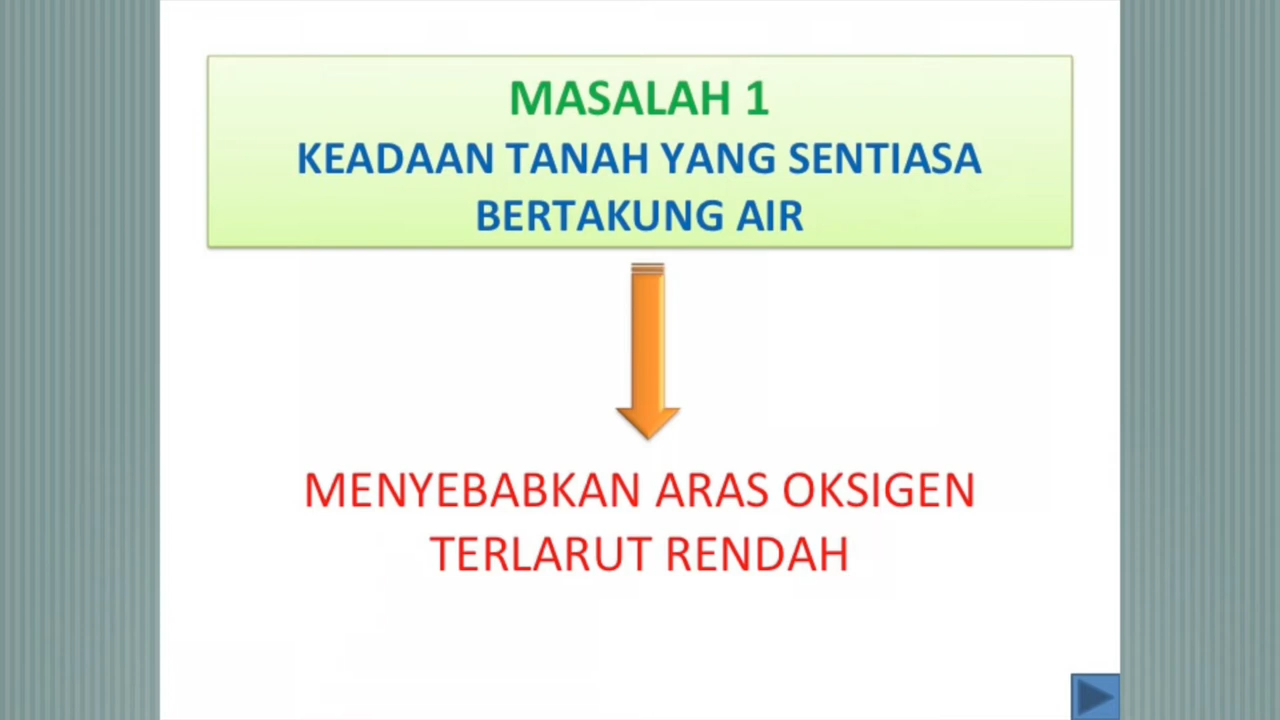 MASALAH 1
KEADAAN TANAH YANG SENTIASA
BERTAKUNG AIR
MENYEBABKAN ARAS OKSIGEN
TERLARUT RENDAH